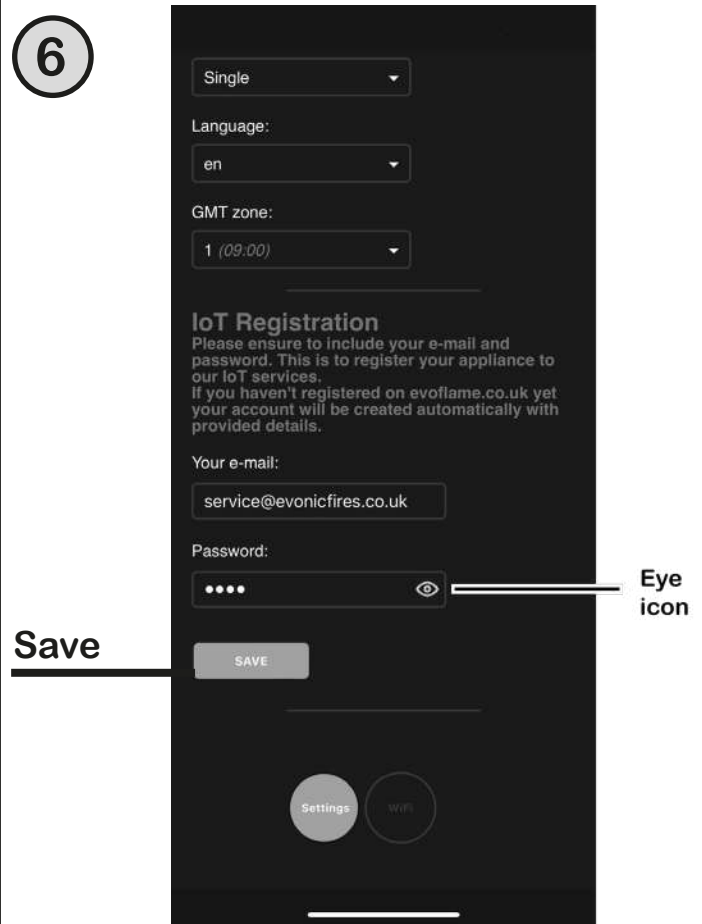 6
Single
Language:
en
GMT zone:
1 (09:00)
IoT Registration
Please ensure to include your e-mail and
password. This is to register your appliance to
our IoT services.
If you haven't registered on evoflame.co.uk yet
your account will be created automatically with
provided details.
Your e-mail:
service@evonicfires.co.uk
Password:
••••
Eye
icon
Save
SAVE
Settings
WiFi